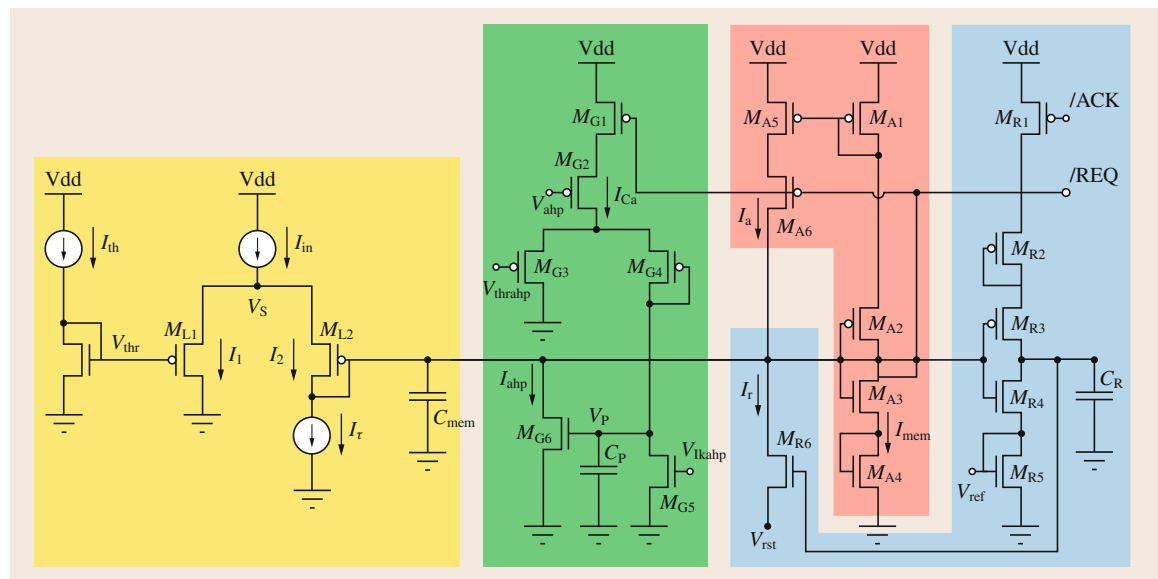 Vdd
Vdd
Vdd
/ACK
M_G1
M_A5
M_A1
M_R1
M_G2
/REQ
Vdd
Vdd
V_ahp
I_Ca
I_a
M_A6
I_th
I_in
M_R2
M_G3
M_G4
V_thrahp
V_S
M_A2
M_R3
V_thr
M_L1
M_L2
I_1
I_2
I_ahp
I_r
M_A3
C_R
C_mem
V_P
M_R4
I_τ
M_G6
C_P
V_Ikahp
M_R6
I_mem
M_A4
M_R5
M_G5
V_ref
V_rst